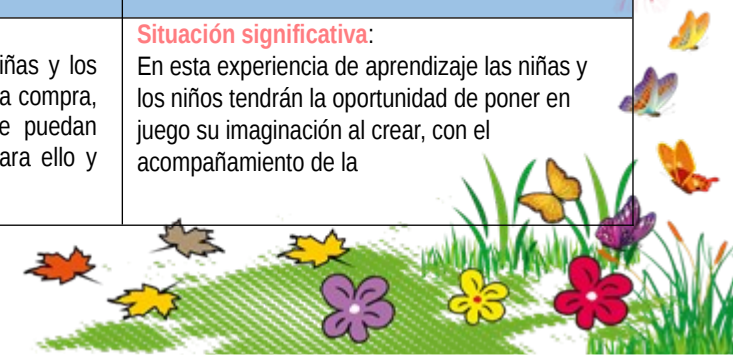 iñas y los
a compra,
e puedan
ara ello y
Situación significativa:
En esta experiencia de aprendizaje las niñas y
los niños tendrán la oportunidad de poner en
juego su imaginación al crear, con el
acompañamiento de la